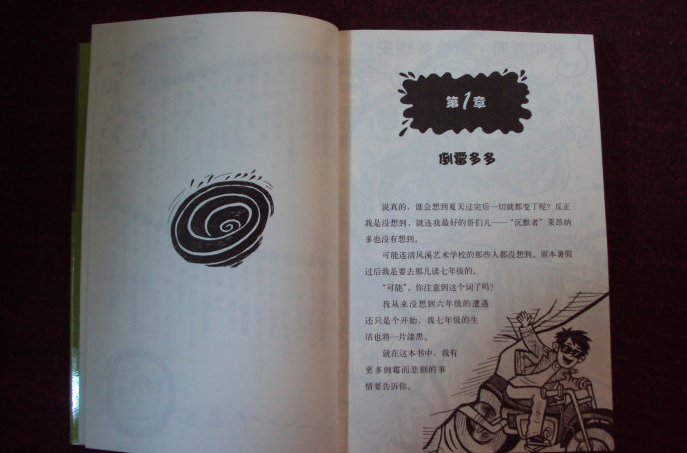 第1章
倒霉多多
说真的，谁会想到夏天过完后一切就都变了呢？反正
我是没想到，就连我最好的哥们儿——“沉默者”莱昂纳
多也没有想到。
可能连清风溪艺术学校的那些人都没想到。原本暑假
过后我是要去那儿读七年级的。
“可能”，你注意到这个词了吗？
我从来没想到六年级的遭遇
还只是个开始，我七年级的生
活也将一片漆黑。
就在这本书中，我有
更多倒霉而悲剧的事
情要告诉你。